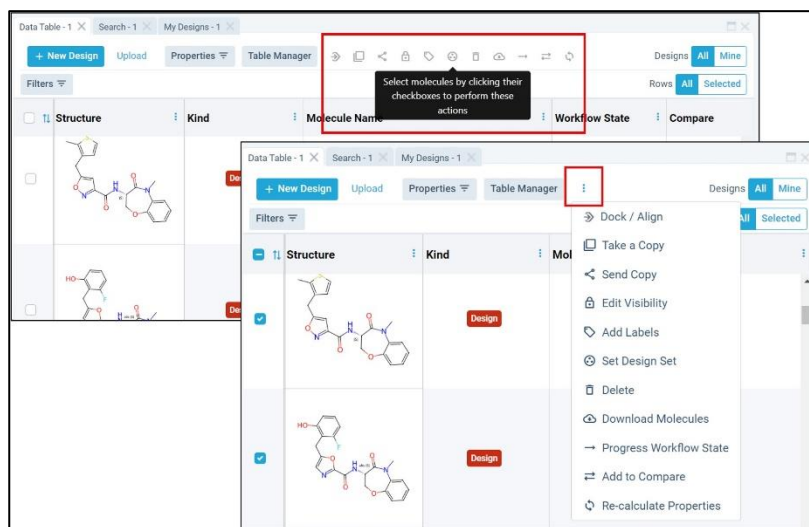 Data Table - 1 Search - 1 My Designs - 1
+ New Design Upload Properties Table Manager Designs All Mine
Filters Rows All Selected
Select molecules by clicking their
checkboxes to perform these
actions
Structure Kind Molecule Name Workflow State Compare
Data Table - 1 Search - 1 My Designs - 1
+ New Design Upload Properties Table Manager Designs All Mine
Filters All Selected
Structure Kind Mol
Design
Design
Dock / Align
Take a Copy
Send Copy
Edit Visibility
Add Labels
Set Design Set
Delete
Download Molecules
Progress Workflow State
Add to Compare
Re-calculate Properties